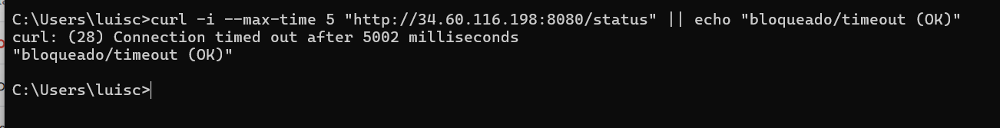 C:\Users\luisc>curl -i --max-time 5 "http://34.60.116.198:8080/status" || echo "bloqueado/timeout (OK)"
curl: (28) Connection timed out after 5002 milliseconds
"bloqueado/timeout (OK)"
C:\Users\luisc>